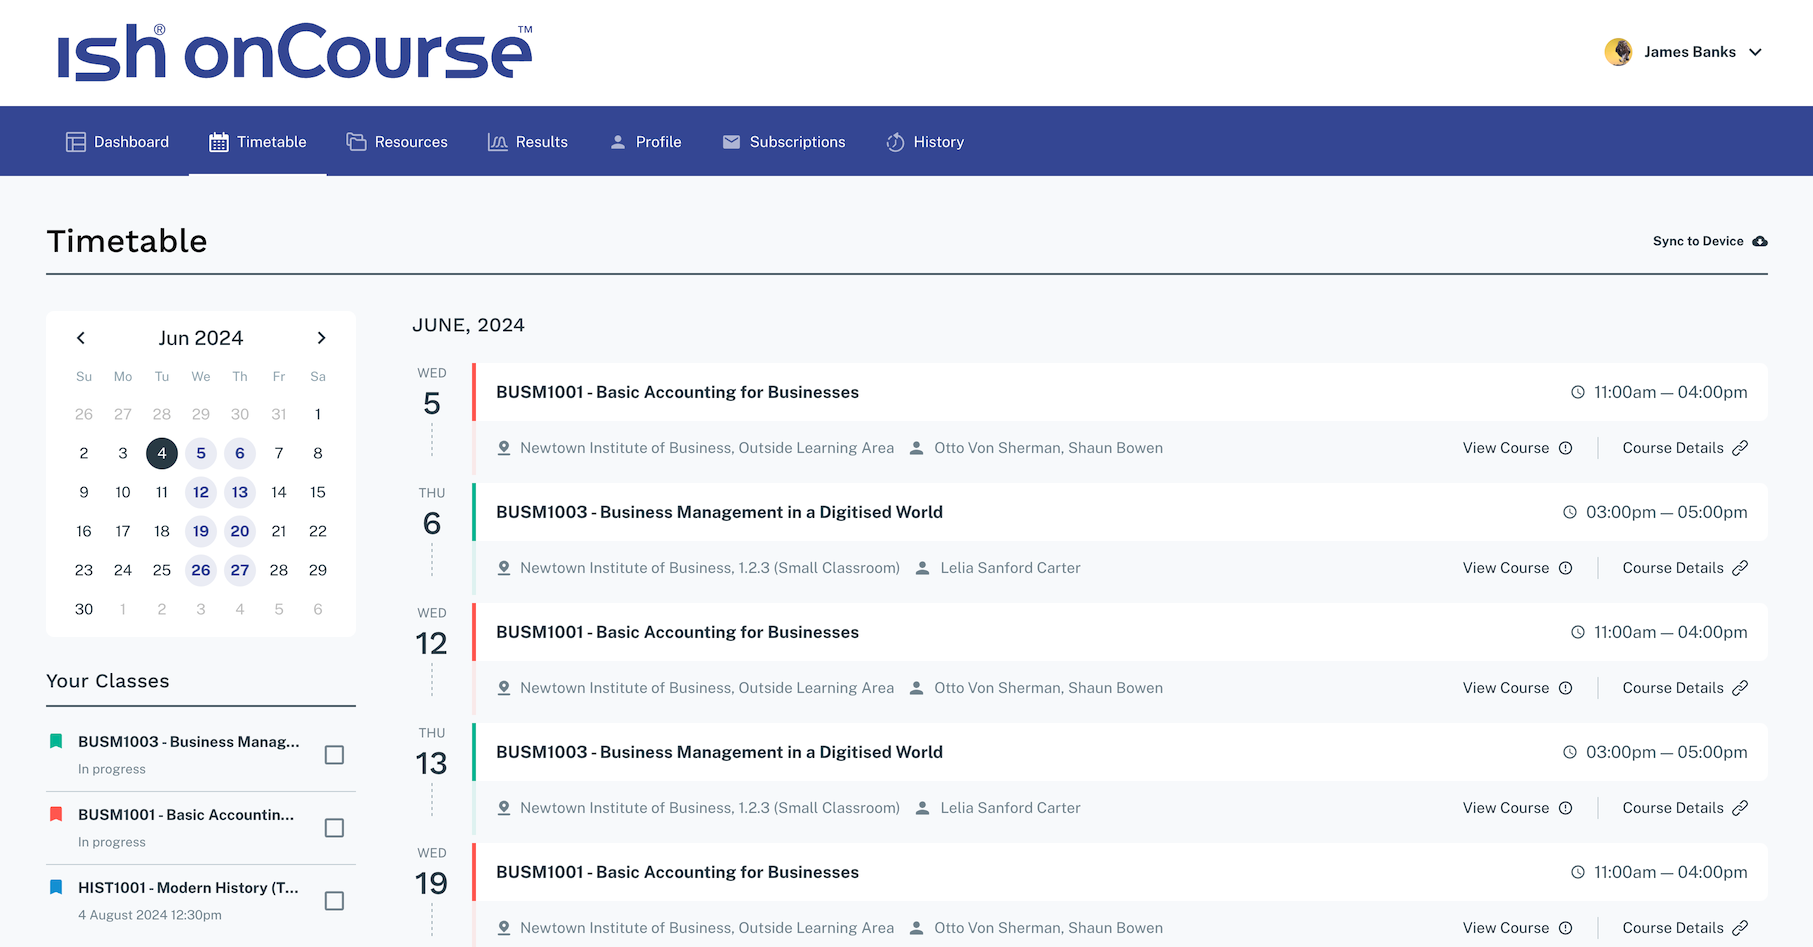 ısh® onCourse™
James Banks
Dashboard Timetable Resources Results Profile Subscriptions History
Timetable
Sync to Device
Jun 2024
Su Mo Tu We Th Fr Sa
26 27 28 29 30 31 1
2 3 4 5 6 7 8
9 10 11 12 13 14 15
16 17 18 19 20 21 22
23 24 25 26 27 28 29
30 1 2 3 4 5 6
Your Classes
BUSM1003 - Business Manag...
In progress
BUSM1001 - Basic Accountin...
In progress
HIST1001 - Modern History (T...
4 August 2024 12:30pm
JUNE, 2024
WED
5
BUSM1001 - Basic Accounting for Businesses
11:00am — 04:00pm
Newtown Institute of Business, Outside Learning Area Otto Von Sherman, Shaun Bowen
View Course Course Details
THU
6
BUSM1003 - Business Management in a Digitised World
03:00pm — 05:00pm
Newtown Institute of Business, 1.2.3 (Small Classroom) Lelia Sanford Carter
View Course Course Details
WED
12
BUSM1001 - Basic Accounting for Businesses
11:00am — 04:00pm
Newtown Institute of Business, Outside Learning Area Otto Von Sherman, Shaun Bowen
View Course Course Details
THU
13
BUSM1003 - Business Management in a Digitised World
03:00pm — 05:00pm
Newtown Institute of Business, 1.2.3 (Small Classroom) Lelia Sanford Carter
View Course Course Details
WED
19
BUSM1001 - Basic Accounting for Businesses
11:00am — 04:00pm
Newtown Institute of Business, Outside Learning Area Otto Von Sherman, Shaun Bowen
View Course Course Details